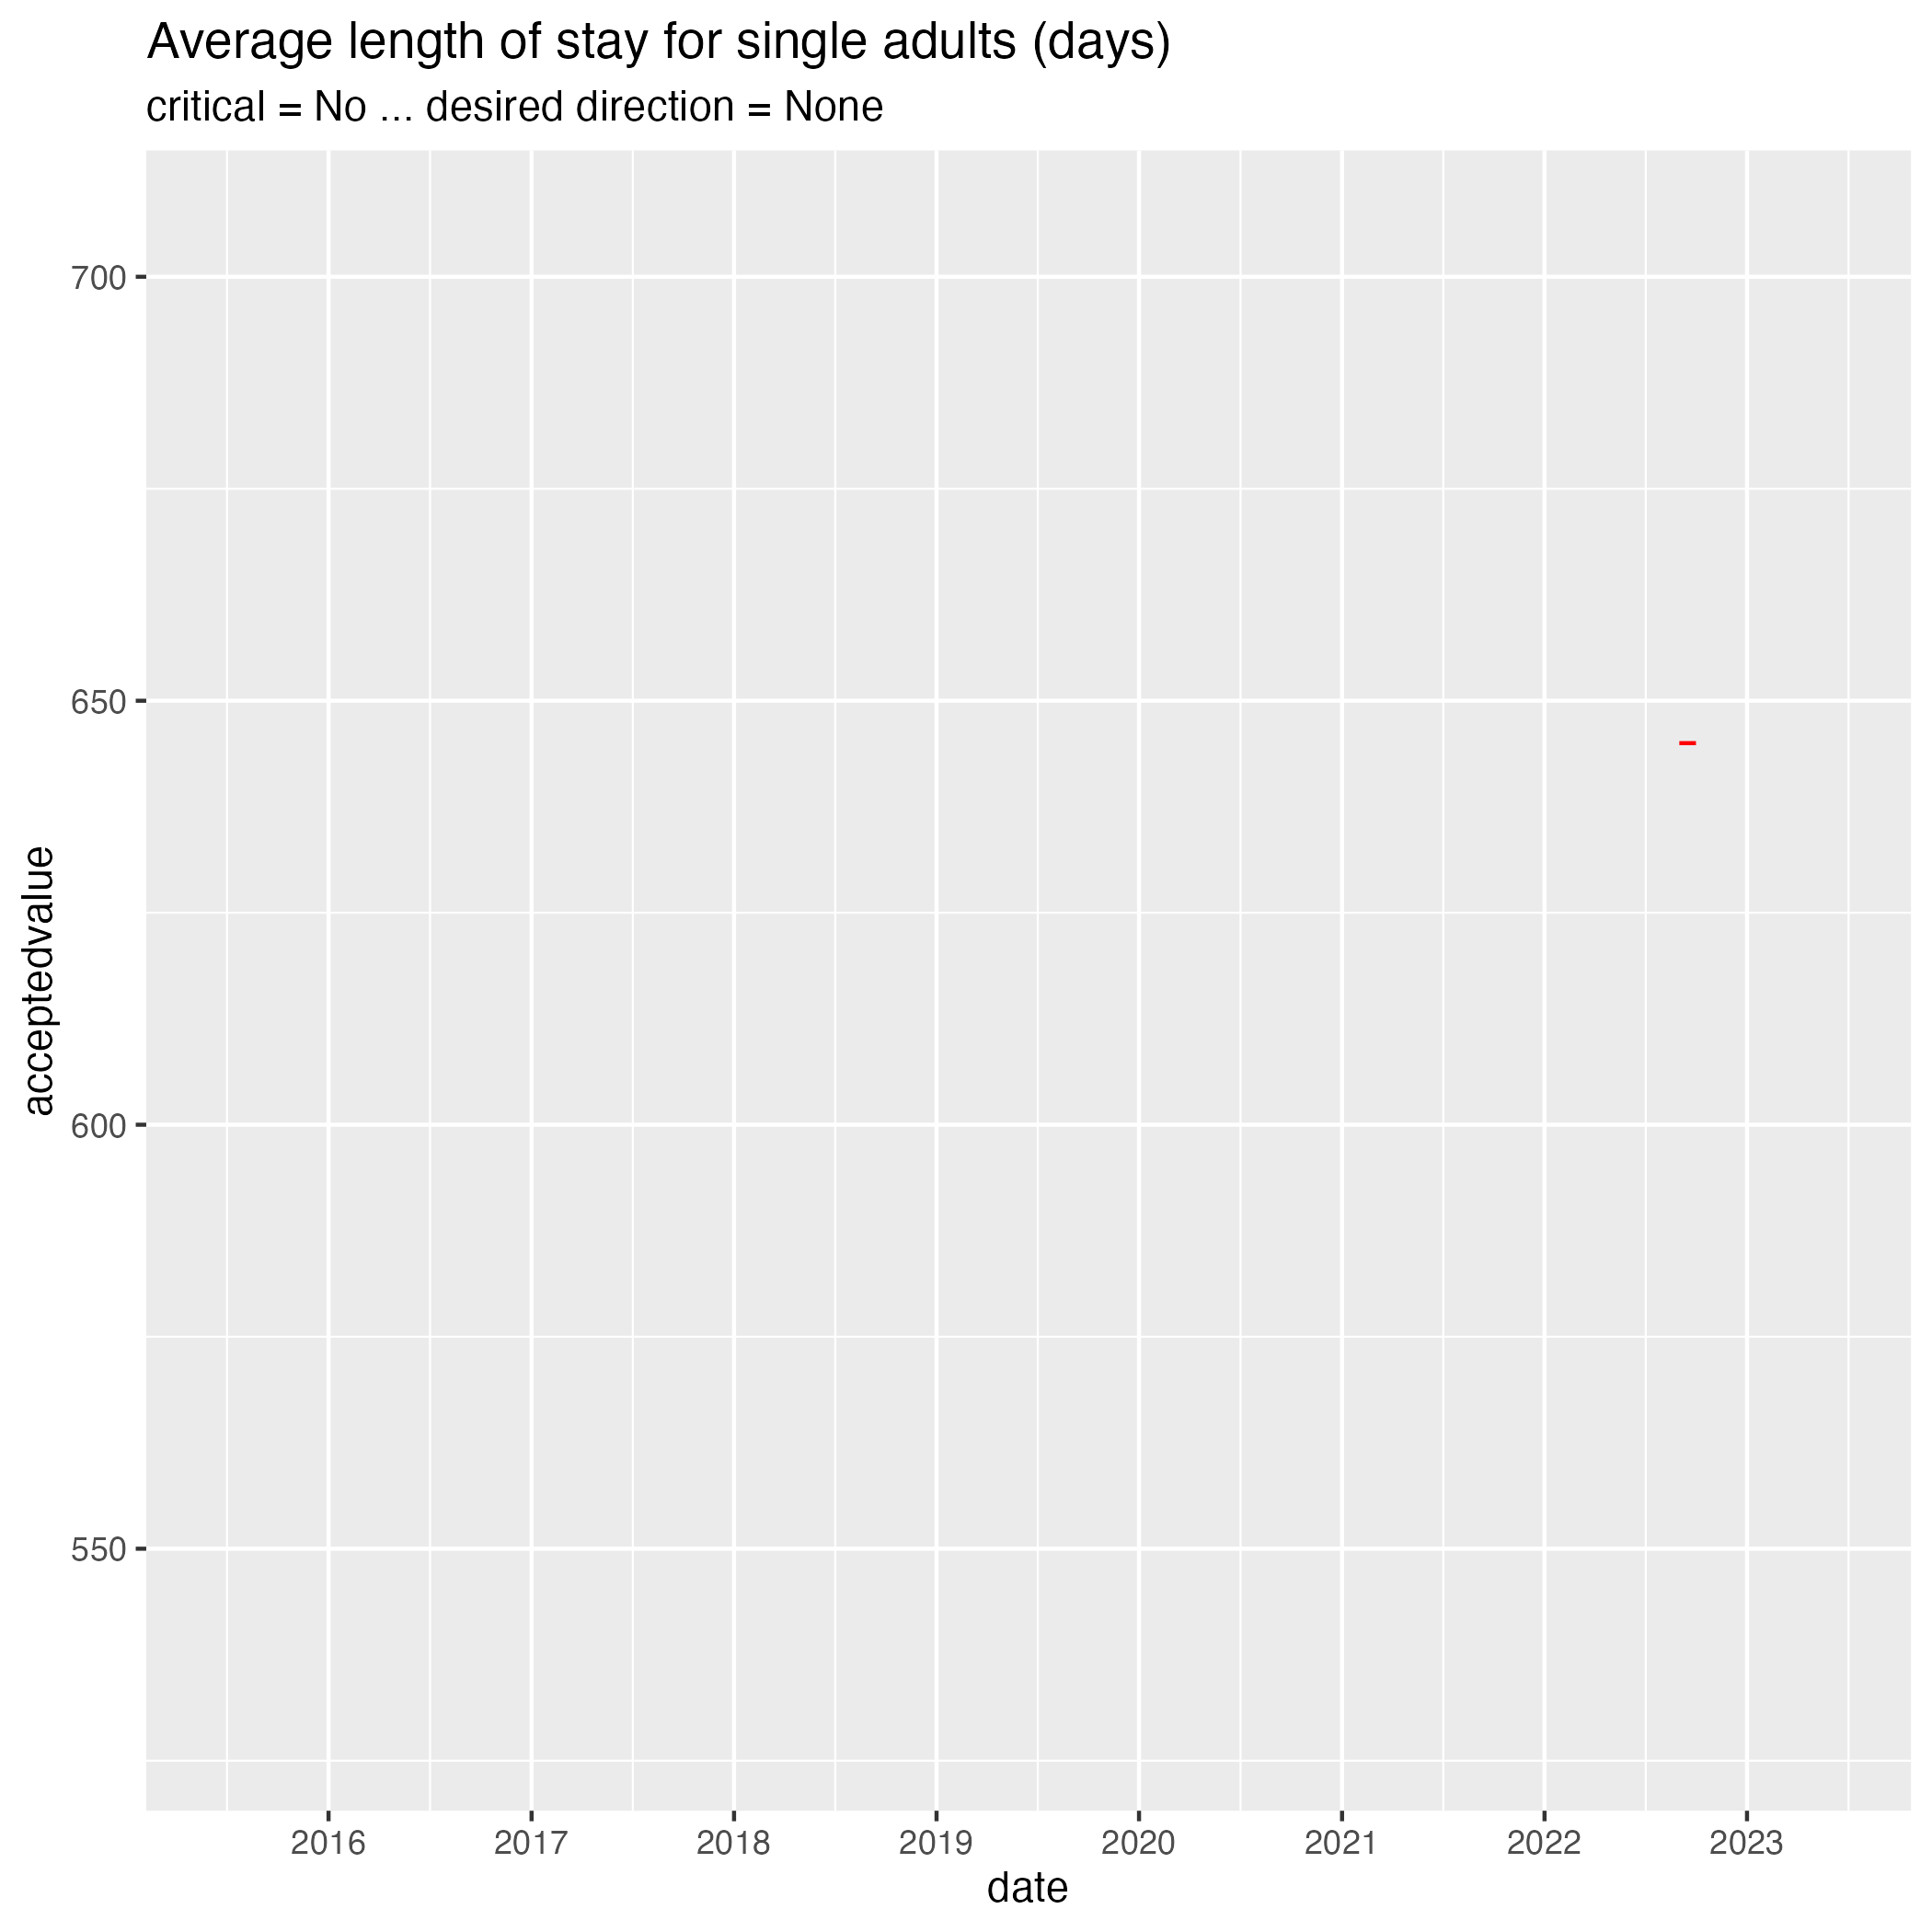 Average length of stay for single adults (days)
critical = No ... desired direction = None
700
650
600
550
acceptedvalue
2016 2017 2018 2019 2020 2021 2022 2023
date